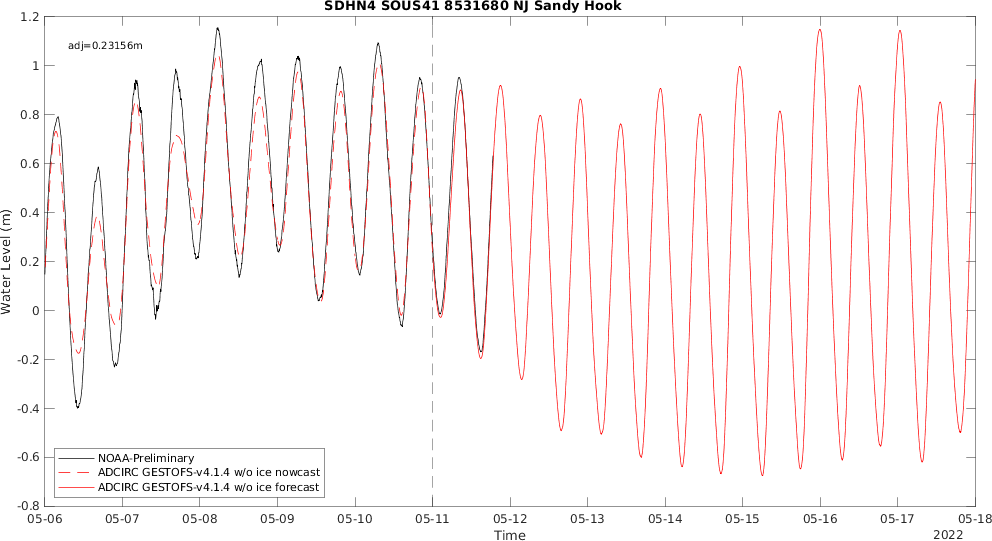 SDHN4 SOUS41 8531680 NJ Sandy Hook
adj=0.23156m
1.2
1
0.8
0.6
0.4
0.2
0
-0.2
-0.4
-0.6
-0.8
Water Level (m)
NOAA-Preliminary
ADCIRC GESTOFS-v4.1.4 w/o ice nowcast
ADCIRC GESTOFS-v4.1.4 w/o ice forecast
05-06 05-07 05-08 05-09 05-10 05-11 05-12 05-13 05-14 05-15 05-16 05-17 05-18
Time
2022